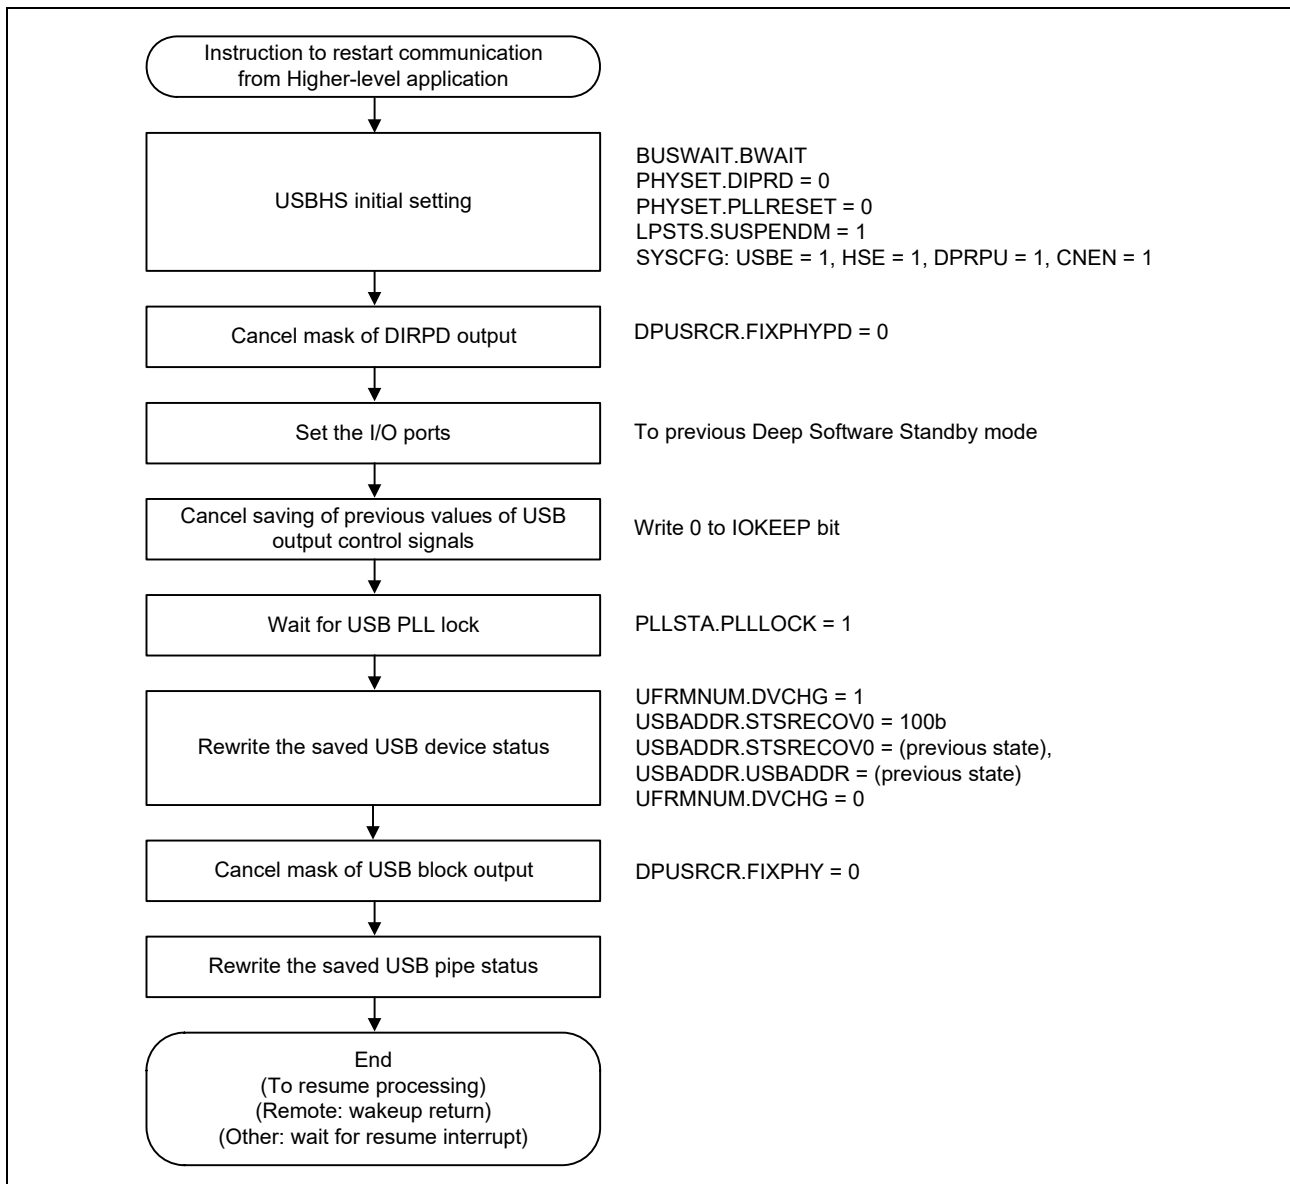 Instruction to restart communication
from Higher-level application
USBHS initial setting
BUSWAIT.BWAIT
PHYSET.DIPRD = 0
PHYSET.PLLRESET = 0
LPSTS.SUSPENDM = 1
SYSCFG: USBE = 1, HSE = 1, DPRPU = 1, CNEN = 1
Cancel mask of DIRPD output
DPUSRCR.FIXPHYPD = 0
Set the I/O ports
To previous Deep Software Standby mode
Cancel saving of previous values of USB
output control signals
Write 0 to IOKEEP bit
Wait for USB PLL lock
PLLSTA.PLLLOCK = 1
Rewrite the saved USB device status
UFRMNUM.DVCHG = 1
USBADDR.STSRECOV0 = 100b
USBADDR.STSRECOV0 = (previous state),
USBADDR.USBADDR = (previous state)
UFRMNUM.DVCHG = 0
Cancel mask of USB block output
DPUSRCR.FIXPHY = 0
Rewrite the saved USB pipe status
End
(To resume processing)
(Remote: wakeup return)
(Other: wait for resume interrupt)